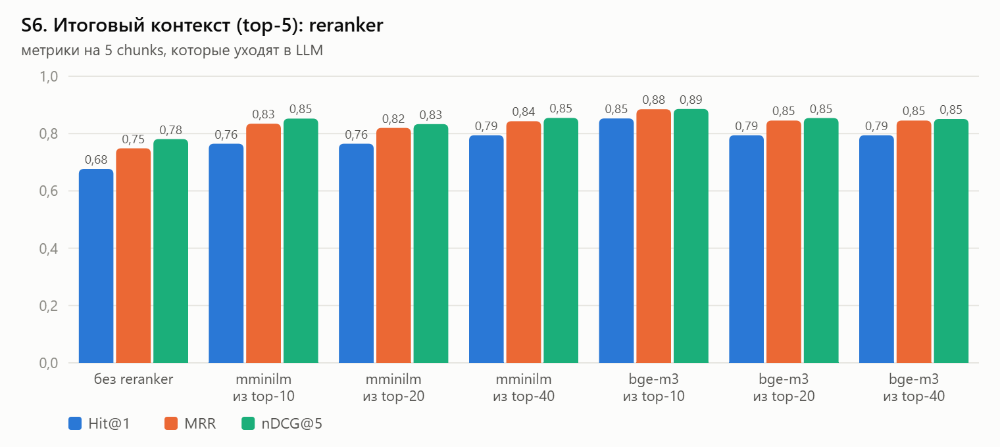 S6. Итоговый контекст (top-5): reranker
метрики на 5 chunks, которые уходят в LLM
1,0
0,8
0,6
0,4
0,2
0,0
0,68 0,75 0,78
0,76 0,83 0,85
0,76 0,82 0,83
0,79 0,84 0,85
0,85 0,88 0,89
0,79 0,85 0,85
0,79 0,85 0,85
без reranker
mminilm
из top-10
mminilm
из top-20
mminilm
из top-40
bge-m3
из top-10
bge-m3
из top-20
bge-m3
из top-40
Hit@1 MRR nDCG@5